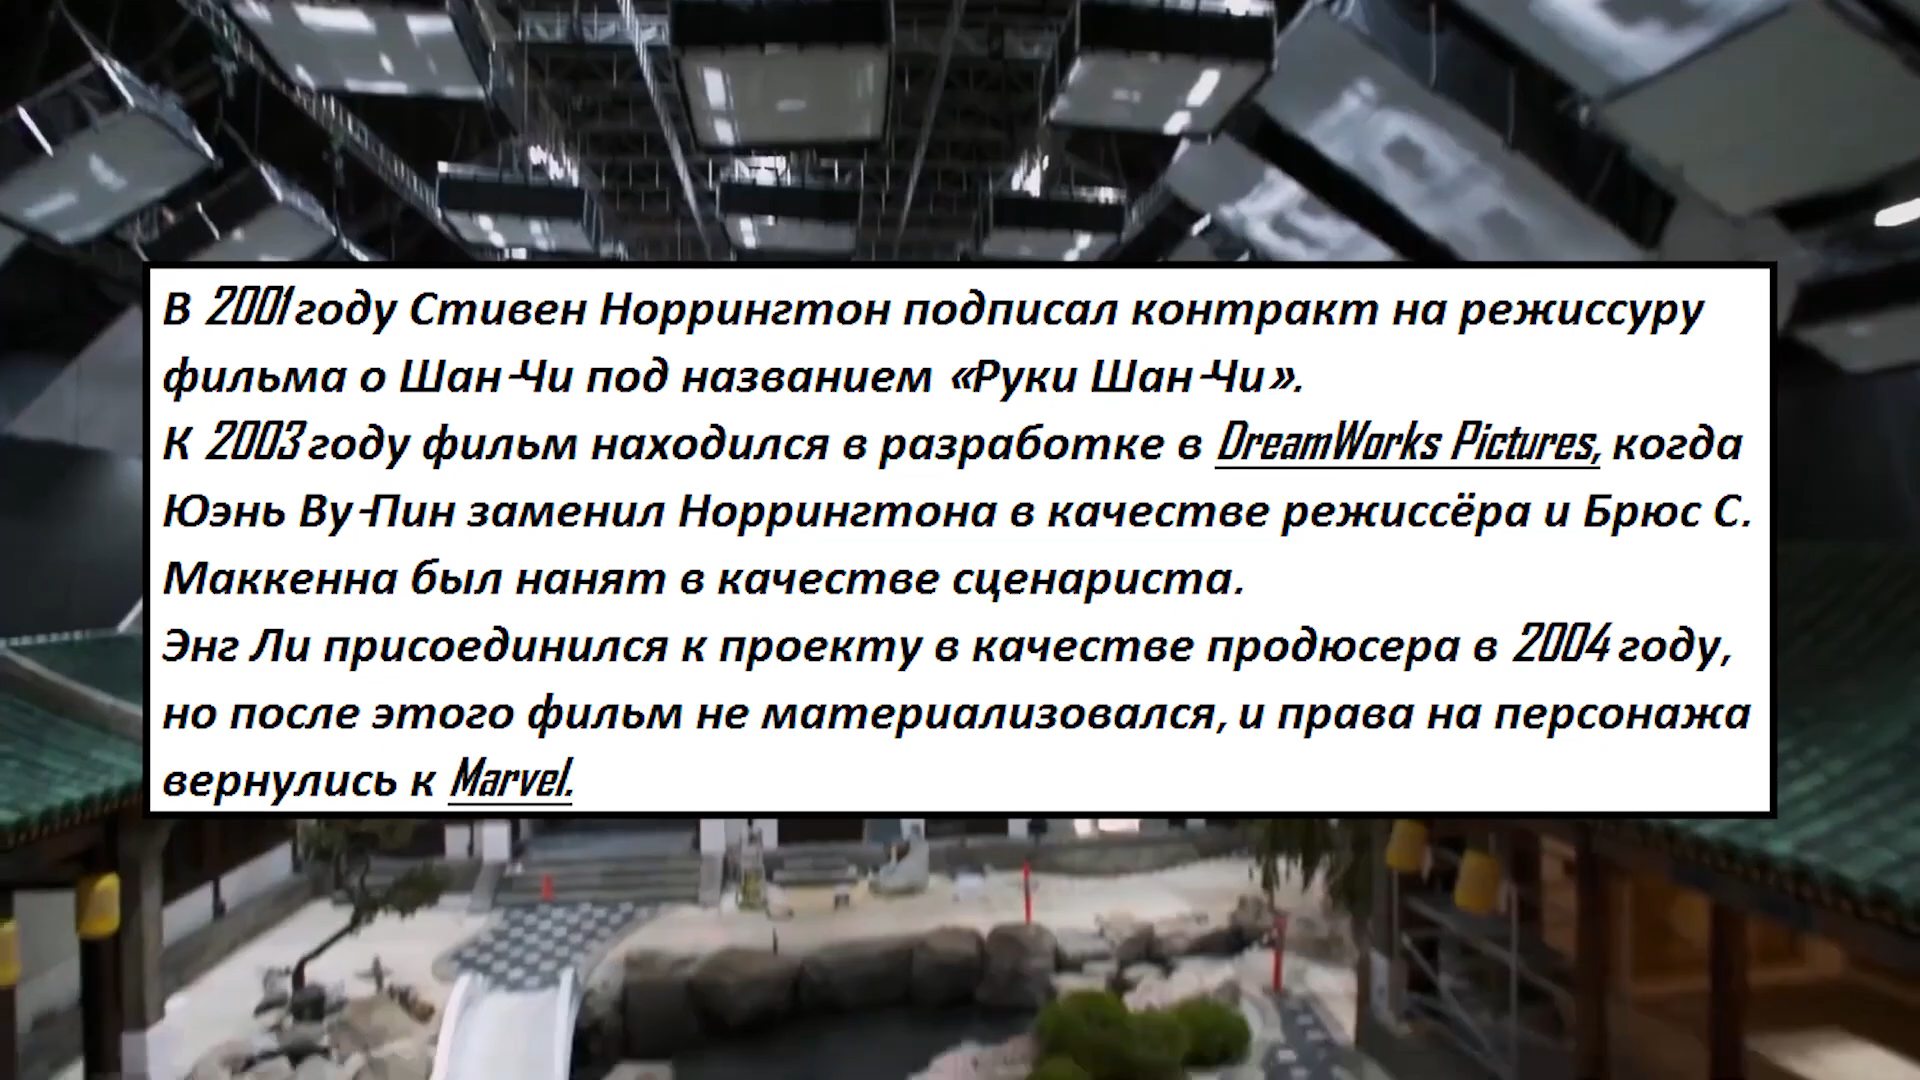 В 2001 году Стивен Норрингтон подписал контракт на режиссуру
фильма о Шан-Чи под названием «Руки Шан-Чи».
К 2003 году фильм находился в разработке в DreamWorks Pictures, когда
Юэнь Ву-Пин заменил Норрингтона в качестве режиссёра и Брюс С.
Маккенна был нанят в качестве сценариста.
Энг Ли присоединился к проекту в качестве продюсера в 2004 году,
но после этого фильм не материализовался, и права на персонажа
вернулись к Marvel.